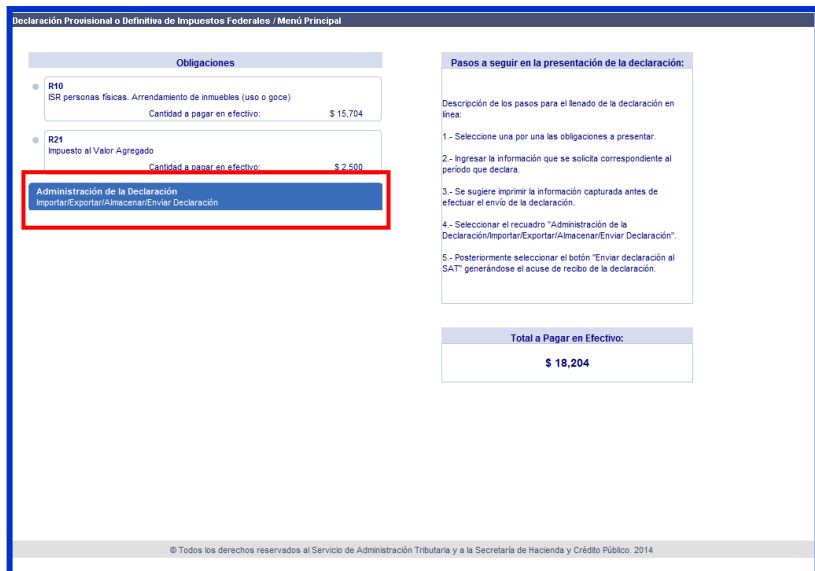 Declaración Provisional o Definitiva de Impuestos Federales / Menú Principal
Obligaciones
R10
ISR personas físicas. Arrendamiento de inmuebles (uso o goce)
Cantidad a pagar en efectivo: $ 15,704
R21
Impuesto al Valor Agregado
Cantidad a pagar en efectivo: $ 2,500
Administración de la Declaración
Importar/Exportar/Almacenar/Enviar Declaración
Pasos a seguir en la presentación de la declaración:
Descripción de los pasos para el llenado de la declaración en
línea:
1.- Seleccione una por una las obligaciones a presentar.
2.- Ingresar la información que se solicita correspondiente al
período que declara.
3.- Se sugiere imprimir la información capturada antes de
efectuar el envío de la declaración.
4.- Seleccionar el recuadro "Administración de la
Declaración/Importar/Exportar/Almacenar/Enviar Declaración".
5.- Posteriormente seleccionar el botón "Enviar declaración al
SAT" generándose el acuse de recibo de la declaración.
Total a Pagar en Efectivo:
$ 18,204
© Todos los derechos reservados al Servicio de Administración Tributaria y a la Secretaría de Hacienda y Crédito Público. 2014